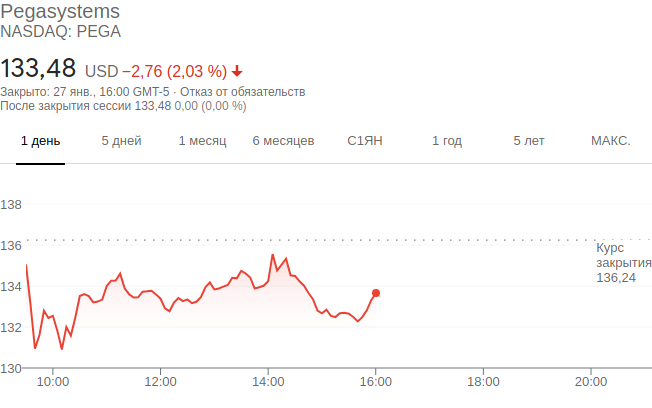 Pegasystems
NASDAQ: PEGA
133,48 USD −2,76 (2,03 %)
Закрыто: 27 янв., 16:00 GMT-5 · Отказ от обязательств
После закрытия сессии 133,48 0,00 (0,00 %)
1 день 5 дней 1 месяц 6 месяцев С1ЯН 1 год 5 лет МАКС.
138
136
Курс
закрытия
136,24
134
132
130
10:00 12:00 14:00 16:00 18:00 20:00